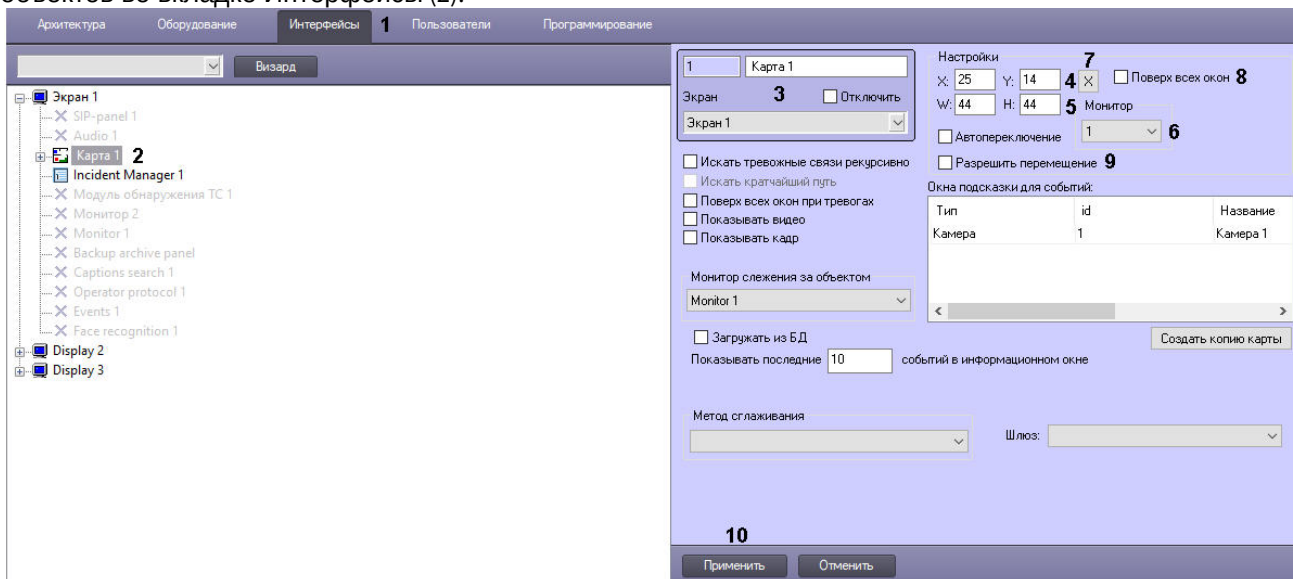 объектов во вкладке Интерфейсы (2).
Архитектура Оборудование Интерфейсы 1 Пользователи Программирование
Визард
Экран 1
SIP-panel 1
Audio 1
Карта 1 2
Incident Manager 1
Модуль обнаружения ТС 1
Монитор 2
Monitor 1
Backup archive panel
Captions search 1
Operator protocol 1
Events 1
Face recognition 1
Display 2
Display 3
1 Карта 1
Экран 3 Отключить
Экран 1
Искать тревожные связи рекурсивно
Искать кратчайший путь
Поверх всех окон при тревогах
Показывать видео
Показывать кадр
Монитор слежения за объектом
Monitor 1
Загружать из БД
Показывать последние 10 событий в информационном окне
Метод сглаживания
Шлюз:
Настройки 7
X: 25 Y: 14 4 X Поверх всех окон 8
W: 44 H: 44 5 Монитор
Автопереключение 1 6
Разрешить перемещение 9
Окна подсказки для событий:
Тип id Название
Камера 1 Камера 1
Создать копию карты
10
Применить Отменить